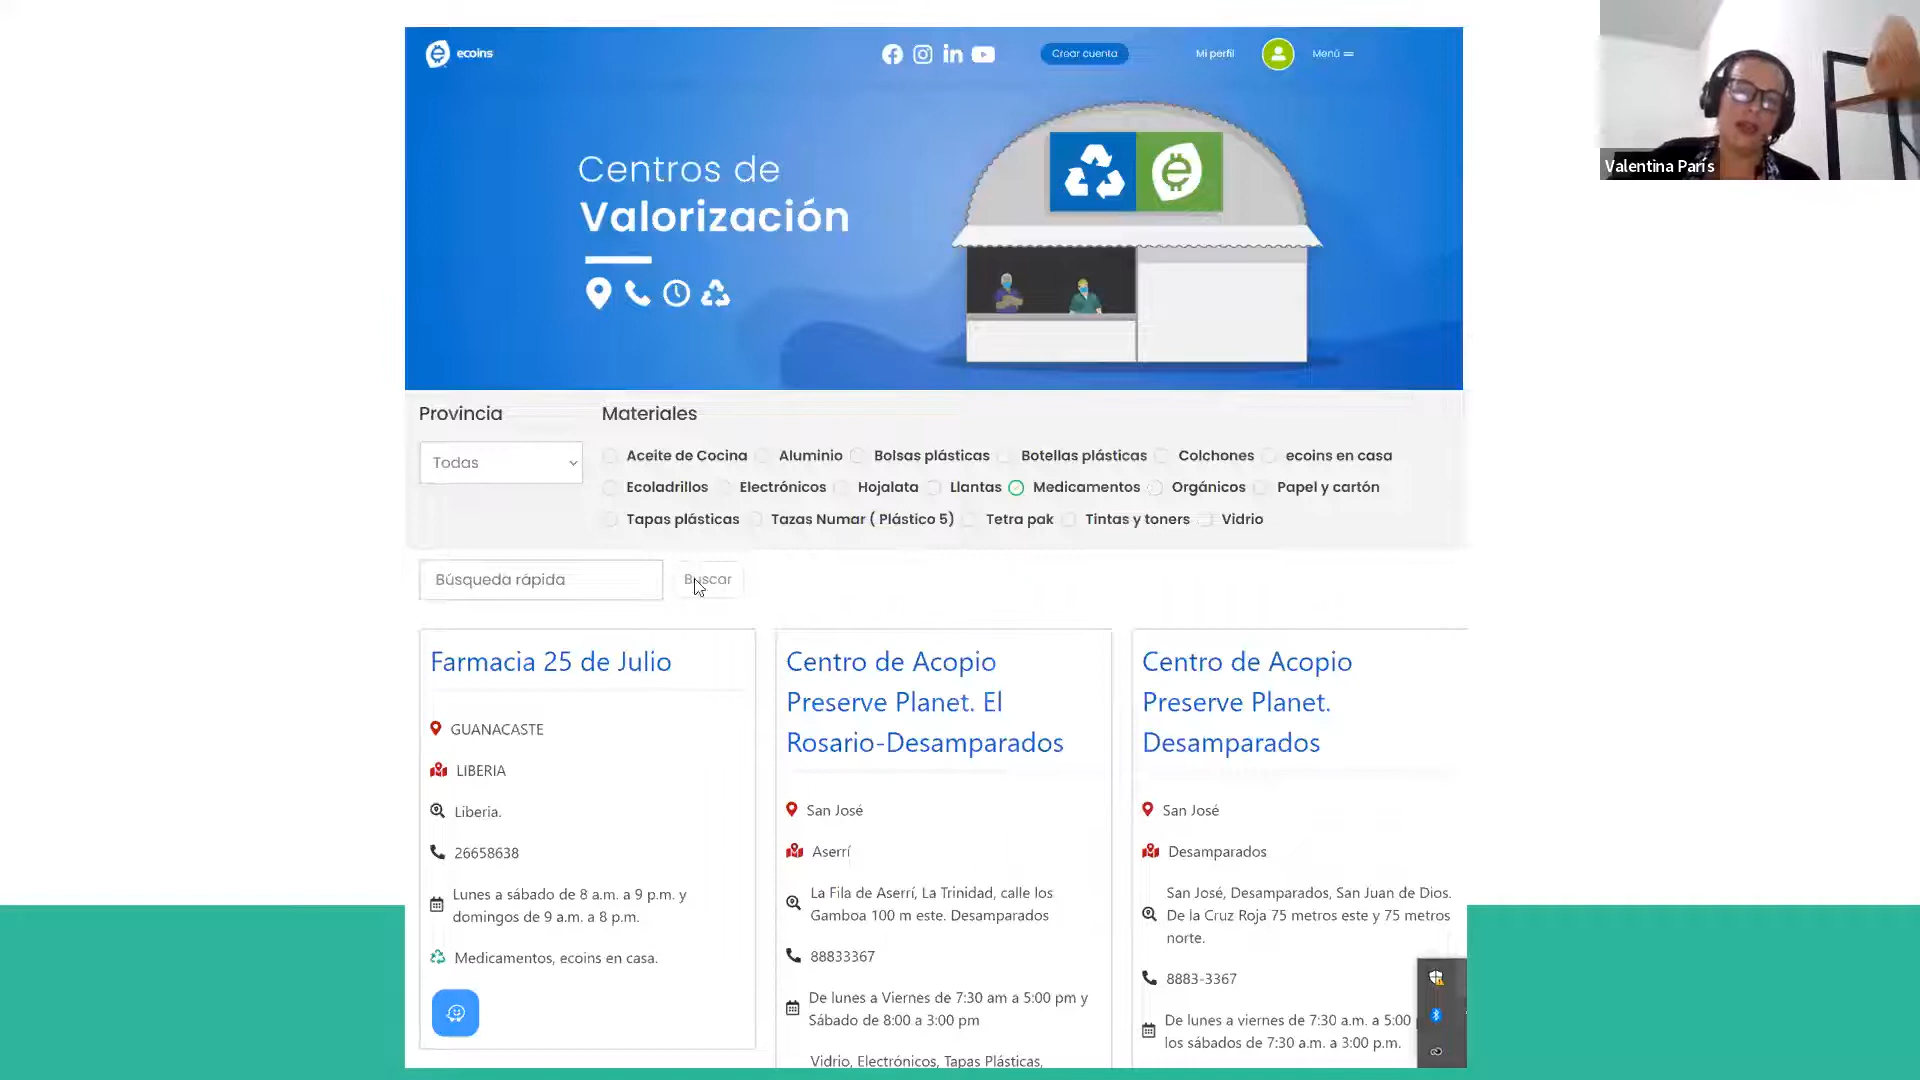 ecoins
Crear cuenta
Mi perfil
Menú
Valentina París
Centros de
Valorización
Provincia
Materiales
Todas
Aceite de Cocina Aluminio Bolsas plásticas Botellas plásticas Colchones ecoins en casa
Ecoladrillos Electrónicos Hojalata Llantas Medicamentos Orgánicos Papel y cartón
Tapas plásticas Tazas Numar ( Plástico 5) Tetra pak Tintas y toners Vidrio
Búsqueda rápida
Buscar
Farmacia 25 de Julio
GUANACASTE
LIBERIA
Liberia.
26658638
Lunes a sábado de 8 a.m. a 9 p.m. y
domingos de 9 a.m. a 8 p.m.
Medicamentos, ecoins en casa.
Centro de Acopio
Preserve Planet. El
Rosario-Desamparados
San José
Aserrí
La Fila de Aserrí, La Trinidad, calle los
Gamboa 100 m este. Desamparados
88833367
De lunes a Viernes de 7:30 am a 5:00 pm y
Sábado de 8:00 a 3:00 pm
Vidrio, Electrónicos, Tapas Plásticas,
Centro de Acopio
Preserve Planet.
Desamparados
San José
Desamparados
San José, Desamparados, San Juan de Dios.
De la Cruz Roja 75 metros este y 75 metros
norte.
8883-3367
De lunes a viernes de 7:30 a.m. a 5:00
los sábados de 7:30 a.m. a 3:00 p.m.